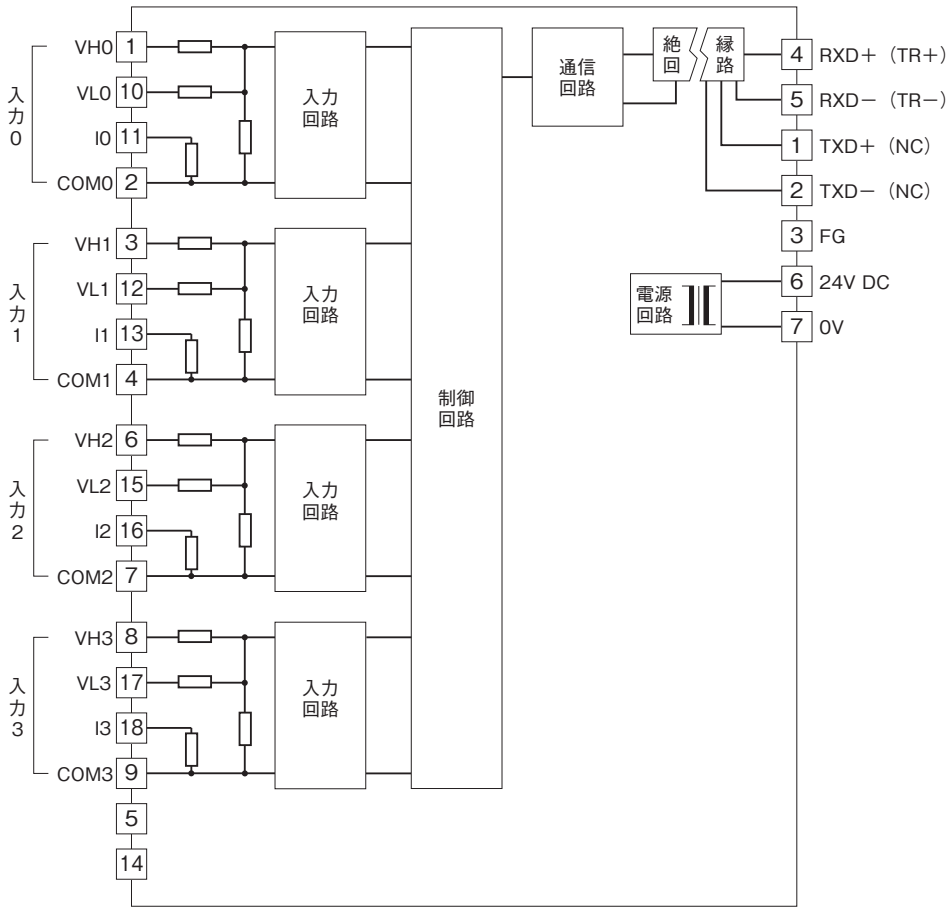 入力0
VH0 1
VL0 10
I0 11
COM0 2
入力回路
入力1
VH1 3
VL1 12
I1 13
COM1 4
入力回路
入力2
VH2 6
VL2 15
I2 16
COM2 7
入力回路
入力3
VH3 8
VL3 17
I3 18
COM3 9
入力回路
5
14
制御
回路
通信
回路
絶縁
回路
4 RXD+ (TR+)
5 RXD− (TR−)
1 TXD+ (NC)
2 TXD− (NC)
3 FG
電源
回路
6 24V DC
7 0V